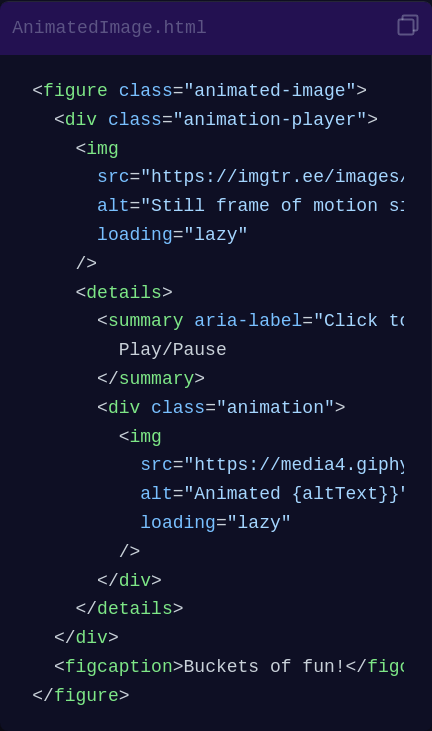 AnimatedImage.html
<figure class="animated-image">
<div class="animation-player">
<img
src="https://imgtr.ee/images/
alt="Still frame of motion
loading="lazy"
/>
<details>
<summary aria-label="Click
Play/Pause
</summary>
<div class="animation">
<img
src="https://media4.giphy
alt="Animated {altText}}"
loading="lazy"
/>
</div>
</details>
</div>
<figcaption>Buckets of fun!</
</figure>